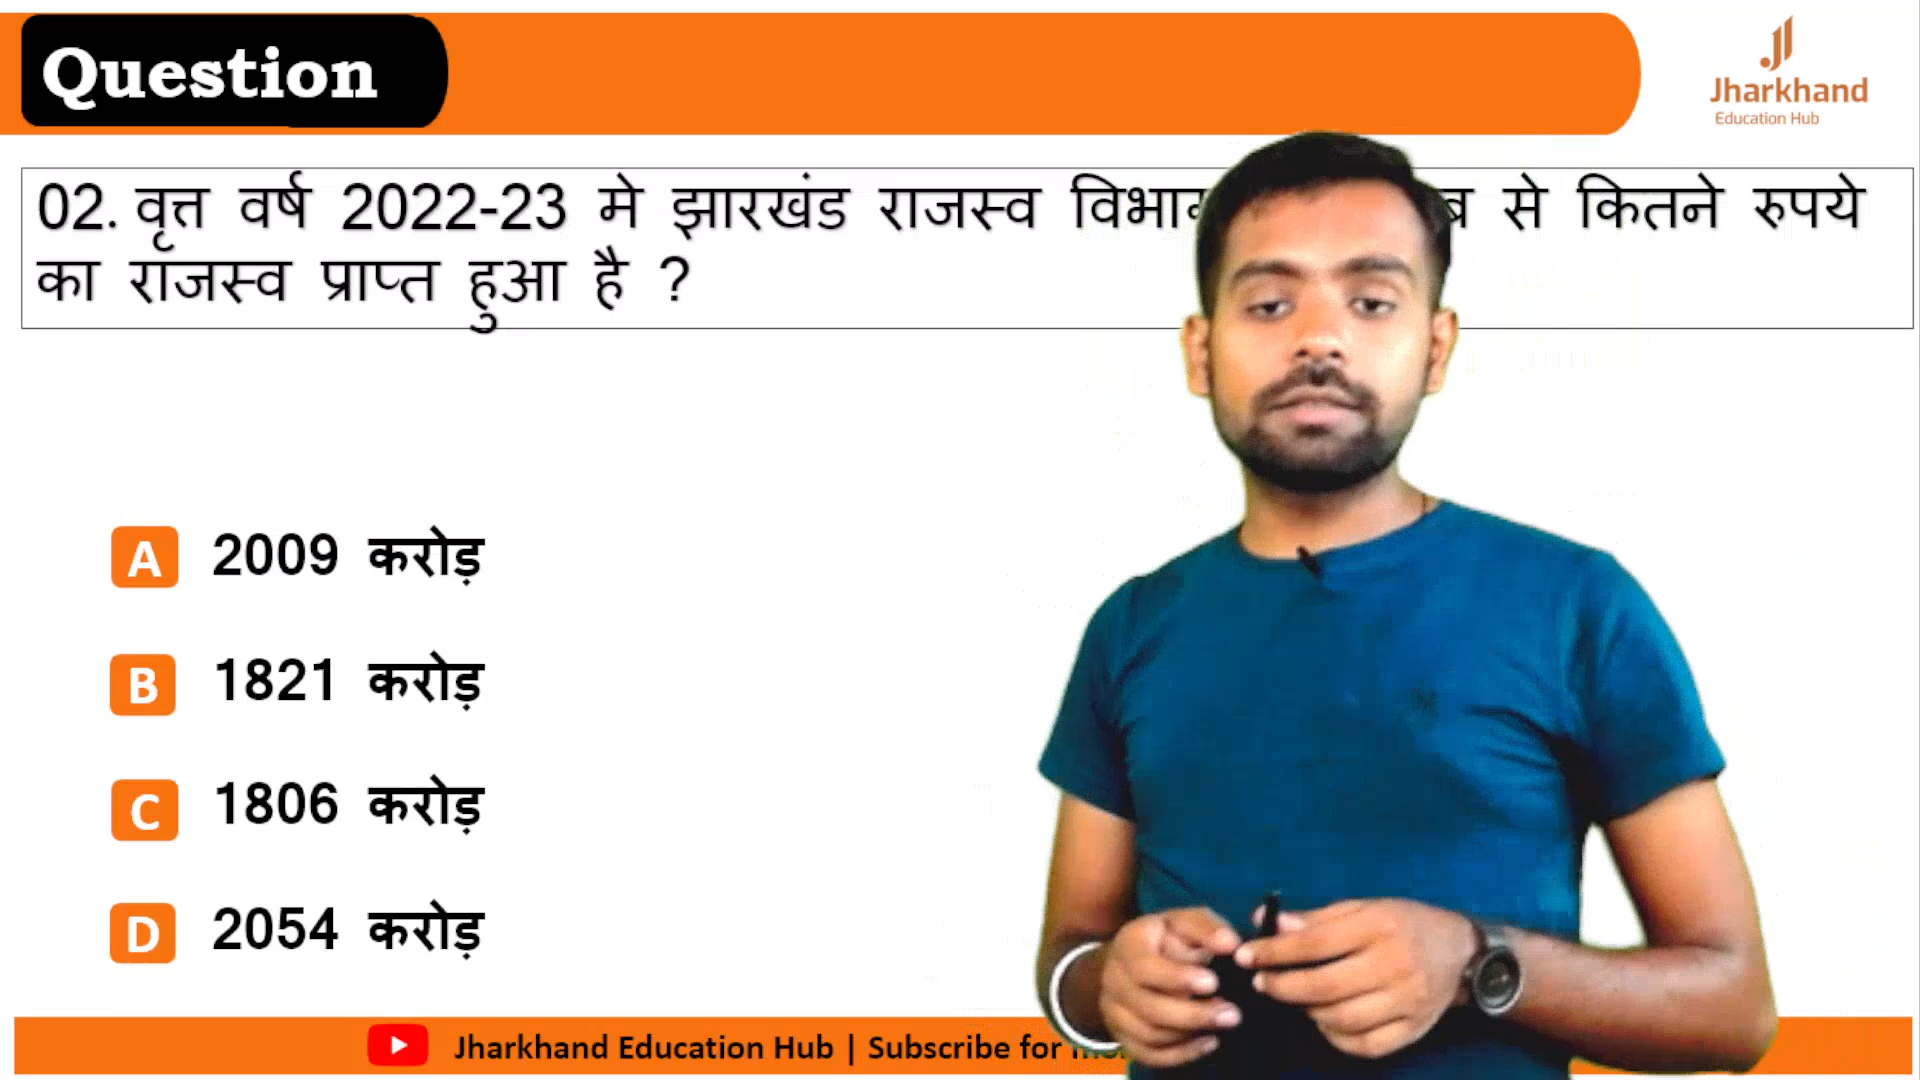 Question
Jharkhand
Education Hub
02. वृत्त वर्ष 2022-23 मे झारखंड राजस्व से कितने रुपये
का राजस्व प्राप्त हुआ है ?
A 2009 करोड़
B 1821 करोड़
C 1806 करोड़
D 2054 करोड़
Jharkhand Education Hub | Subscribe for